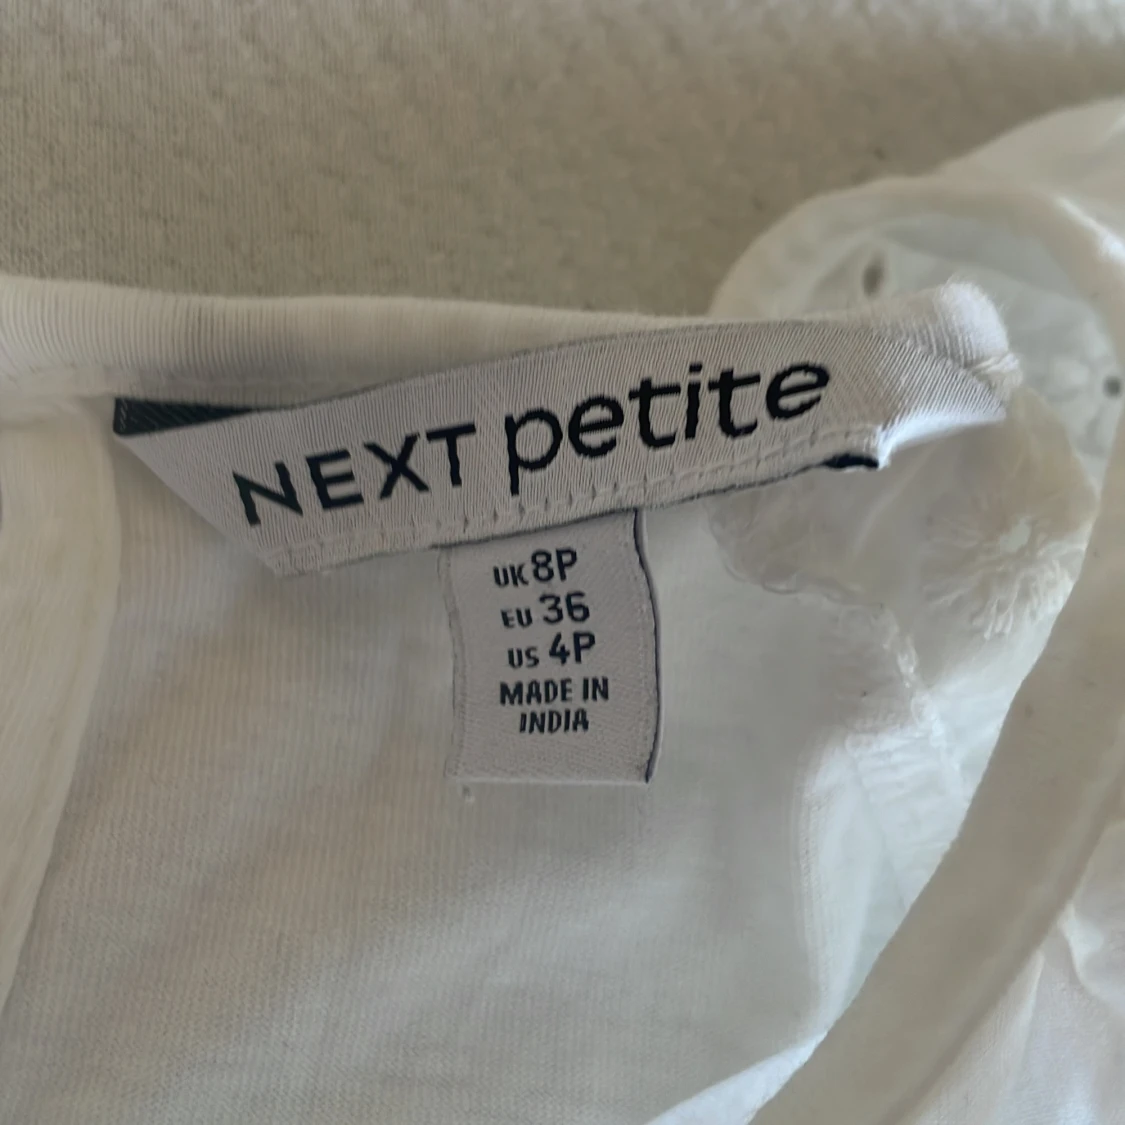 NEXT petite
UK 8P
EU 36
US 4P
MADE IN
INDIA